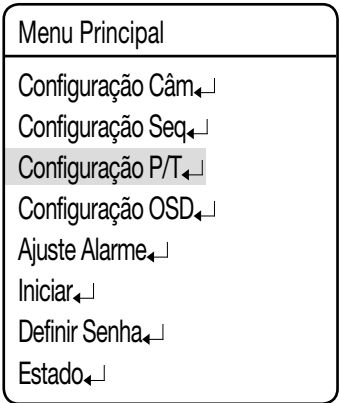 Menu Principal
Configuração Câm↵
Configuração Seq↵
Configuração P/T↵
Configuração OSD↵
Ajuste Alarme↵
Iniciar↵
Definir Senha↵
Estado↵